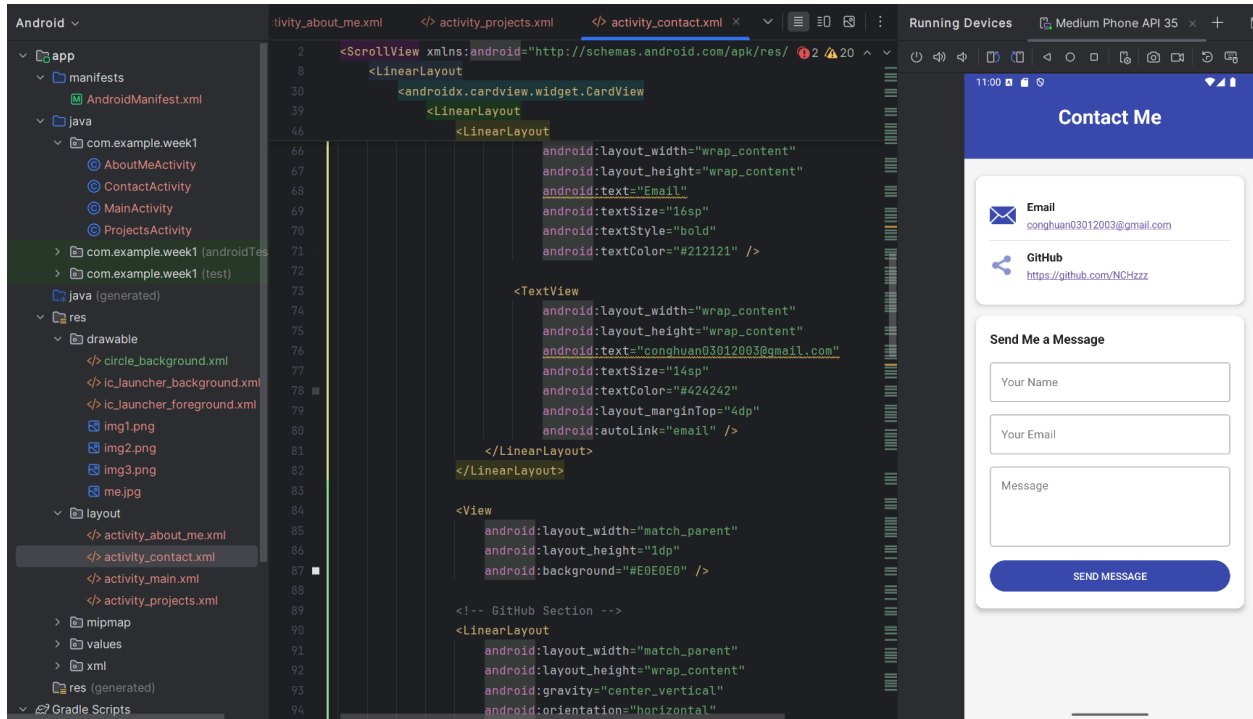 Android
app
manifests
AndroidManifest.xml
java
com.example.week1
AboutMeActivity
ContactActivity
MainActivity
ProjectsActivity
com.example.week1 (androidTes
com.example.week1 (test)
java (generated)
res
drawable
circle_background.xml
ic_launcher_background.xml
ic_launcher_foreground.xml
img1.png
img2.png
img3.png
me.jpg
layout
activity_about_me.xml
activity_contact.xml
activity_main.xml
activity_projects.xml
mipmap
values
xml
res (generated)
Gradle Scripts
tivity_about_me.xml </> activity_projects.xml </> activity_contact.xml
2 <ScrollView xmlns:android="http://schemas.android.com/apk/res/ 2 20
8 <LinearLayout
30 <androidx.cardview.widget.CardView
39 <LinearLayout
46 <LinearLayout
66 android:layout_width="wrap_content"
67 android:layout_height="wrap_content"
68 android:text="Email"
69 android:textSize="16sp"
70 android:textStyle="bold"
71 android:textColor="#212121" />
72
73 <TextView
74 android:layout_width="wrap_content"
75 android:layout_height="wrap_content"
76 android:text="conghuan03012003@gmail.com"
77 android:textSize="14sp"
78 android:textColor="#424242"
79 android:layout_marginTop="4dp"
80 android:autoLink="email" />
81 </LinearLayout>
82 </LinearLayout>
83
84 <View
85 android:layout_width="match_parent"
86 android:layout_height="1dp"
87 android:background="#E0E0E0" />
88
89 <!-- GitHub Section -->
90 <LinearLayout
91 android:layout_width="match_parent"
92 android:layout_height="wrap_content"
93 android:gravity="center_vertical"
94 android:orientation="horizontal"
Running Devices Medium Phone API 35
11:00
Contact Me
Email
conghuan03012003@gmail.com
GitHub
https://github.com/NCHzzz
Send Me a Message
Your Name
Your Email
Message
SEND MESSAGE